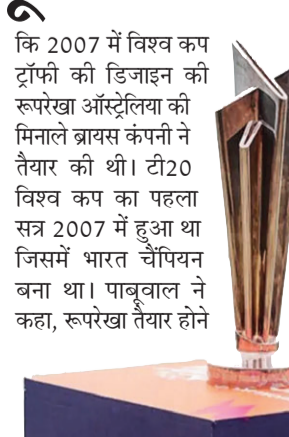 कि 2007 में विश्व कप
ट्रॉफी की डिजाइन की
रूपरेखा ऑस्ट्रेलिया की
मिनाले ब्रायस कंपनी ने
तैयार की थी। टी20
विश्व कप का पहला
सत्र 2007 में हुआ था
जिसमें भारत चैंपियन
बना था। पाबूवाल ने
कहा, रूपरेखा तैयार होने